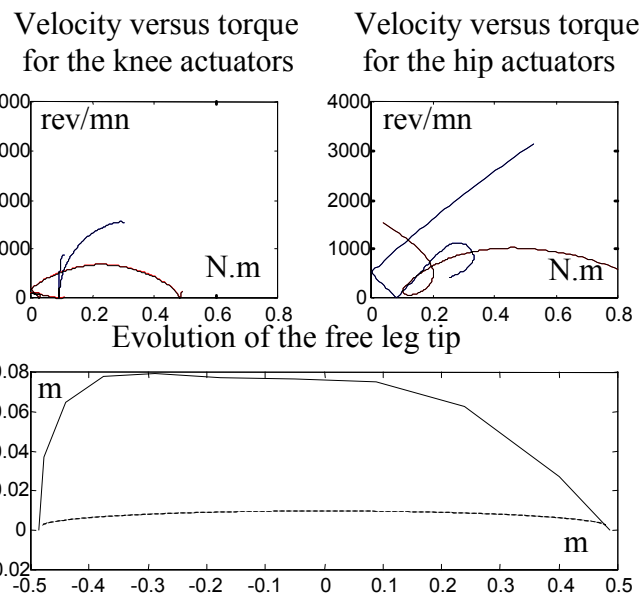 Velocity versus torque
for the knee actuators
Velocity versus torque
for the hip actuators
000
rev/mn
000
000
000
N.m
0
0 0.2 0.4 0.6 0.8
4000
rev/mn
3000
2000
1000
N.m
0
0 0.2 0.4 0.6 0.8
Evolution of the free leg tip
0.08
m
0.06
0.04
0.02
0
m
0.02
-0.5 -0.4 -0.3 -0.2 -0.1 0 0.1 0.2 0.3 0.4 0.5